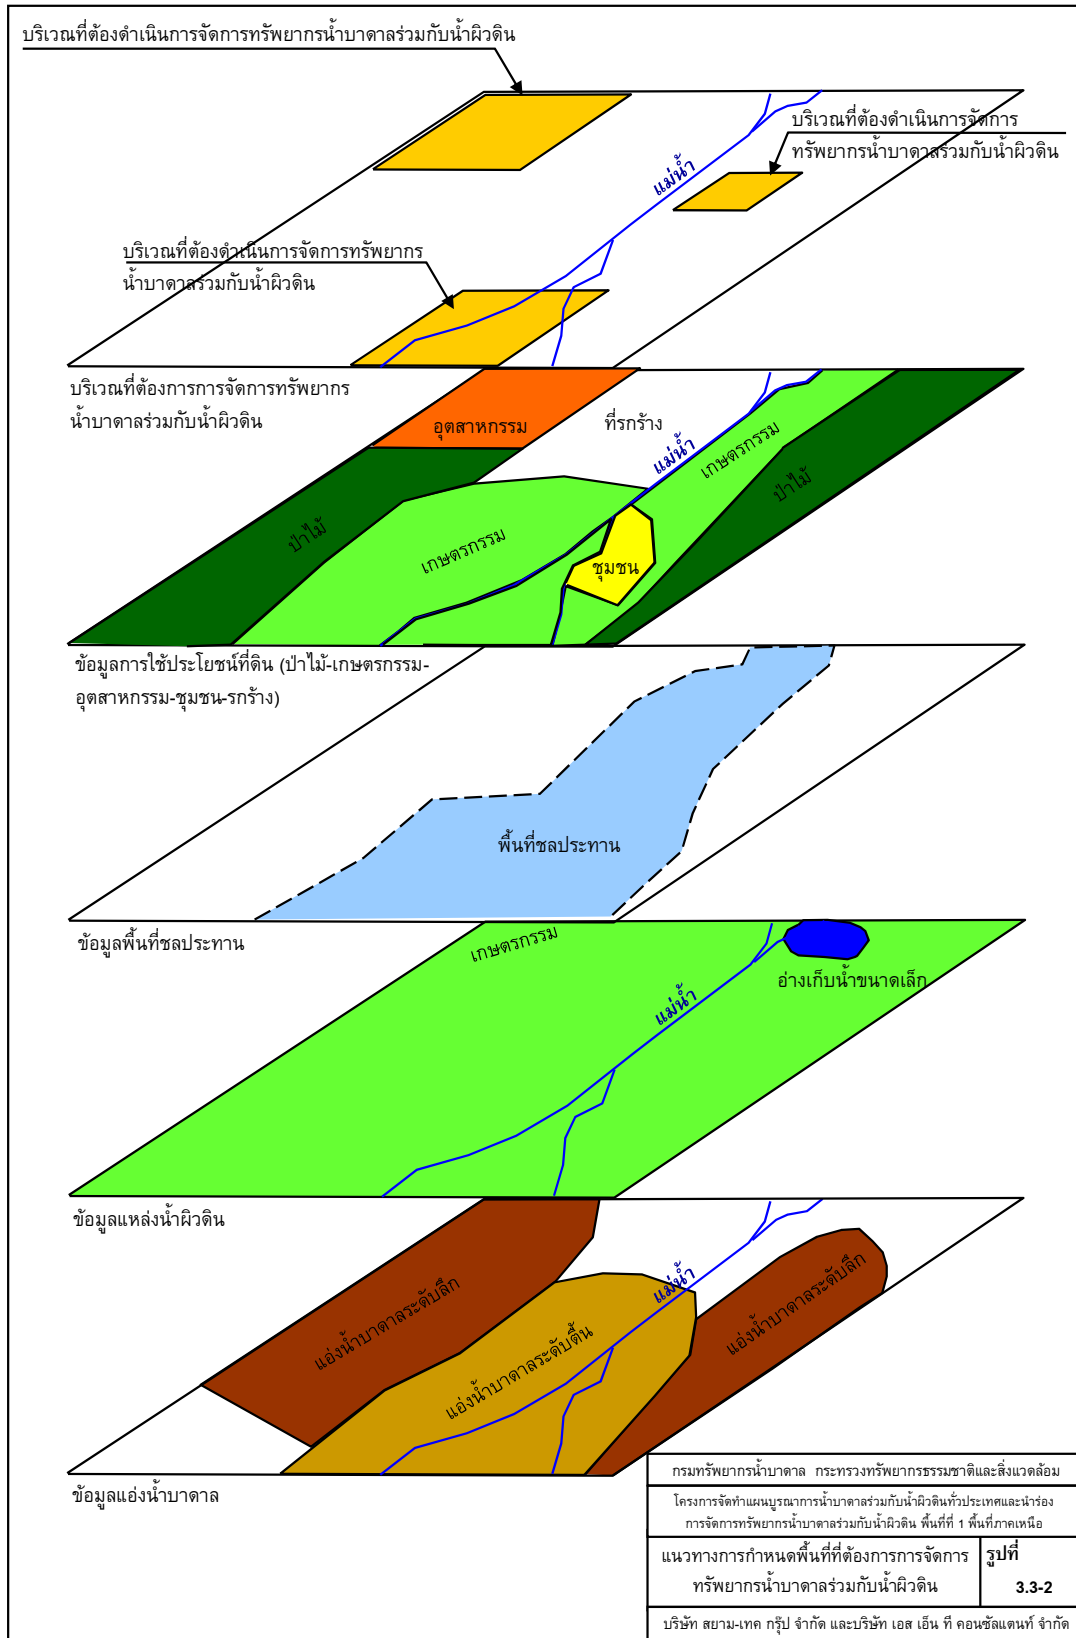 บริเวณที่ต้องดำเนินการจัดการทรัพยากรน้ำบาดาลร่วมกับน้ำผิวดิน
บริเวณที่ต้องดำเนินการจัดการ
ทรัพยากรน้ำบาดาลร่วมกับน้ำผิวดิน
แม่น้ำ
บริเวณที่ต้องดำเนินการจัดการทรัพยากร
น้ำบาดาลร่วมกับน้ำผิวดิน
บริเวณที่ต้องการการจัดการทรัพยากร
น้ำบาดาลร่วมกับน้ำผิวดิน
อุตสาหกรรม
ที่รกร้าง
แม่น้ำ
เกษตรกรรม
ป่าไม้
ป่าไม้
เกษตรกรรม
ชุมชน
ข้อมูลการใช้ประโยชน์ที่ดิน (ป่าไม้-เกษตรกรรม-
อุตสาหกรรม-ชุมชน-รกร้าง)
พื้นที่ชลประทาน
ข้อมูลพื้นที่ชลประทาน
เกษตรกรรม
อ่างเก็บน้ำขนาดเล็ก
แม่น้ำ
ข้อมูลแหล่งน้ำผิวดิน
แม่น้ำ
แอ่งน้ำบาดาลระดับลึก
แอ่งน้ำบาดาลระดับตื้น
แอ่งน้ำบาดาลระดับลึก
ข้อมูลแอ่งน้ำบาดาล
กรมทรัพยากรน้ำบาดาล กระทรวงทรัพยากรธรรมชาติและสิ่งแวดล้อม
โครงการจัดทำแผนบูรณาการน้ำบาดาลร่วมกับน้ำผิวดินทั่วประเทศและนำร่อง
การจัดการทรัพยากรน้ำบาดาลร่วมกับน้ำผิวดิน พื้นที่ที่ 1 พื้นที่ภาคเหนือ
แนวทางการกำหนดพื้นที่ที่ต้องการการจัดการ
ทรัพยากรน้ำบาดาลร่วมกับน้ำผิวดิน
รูปที่
3.3-2
บริษัท สยาม-เทค กรุ๊ป จำกัด และบริษัท เอส เอ็น ที คอนซัลแตนท์ จำกัด